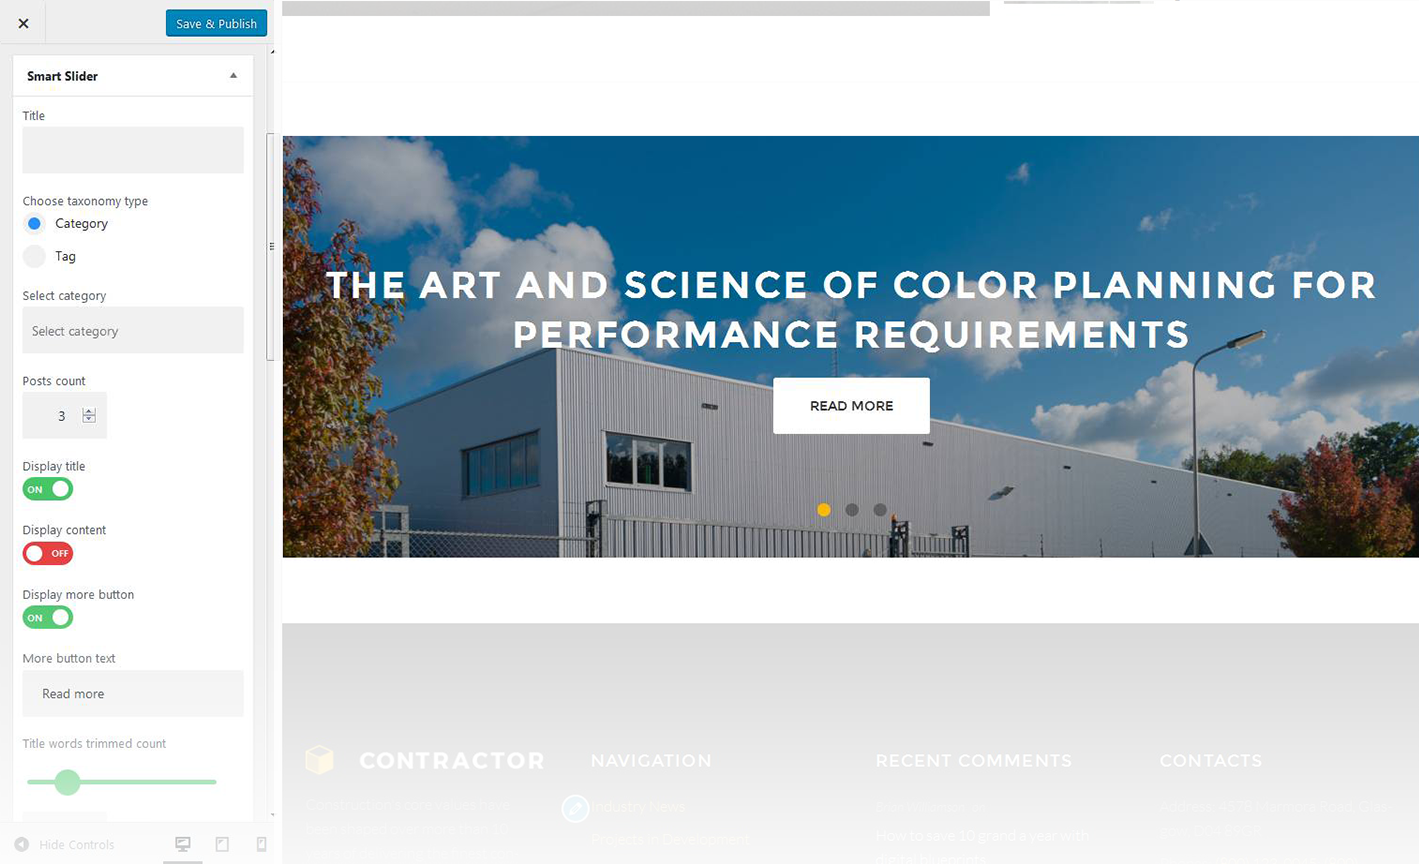 Save & Publish
Smart Slider
Title
Choose taxonomy type
Category
Tag
Select category
Select category
Posts count
3
Display title
ON
Display content
OFF
Display more button
ON
More button text
Read more
Title words trimmed count
Hide Controls
THE ART AND SCIENCE OF COLOR PLANNING FOR
PERFORMANCE REQUIREMENTS
READ MORE
CONTRACTOR
NAVIGATION
Industry News
Projects in Development
RECENT COMMENTS
How to save 10 grand a year with
digital blueprints
CONTACTS